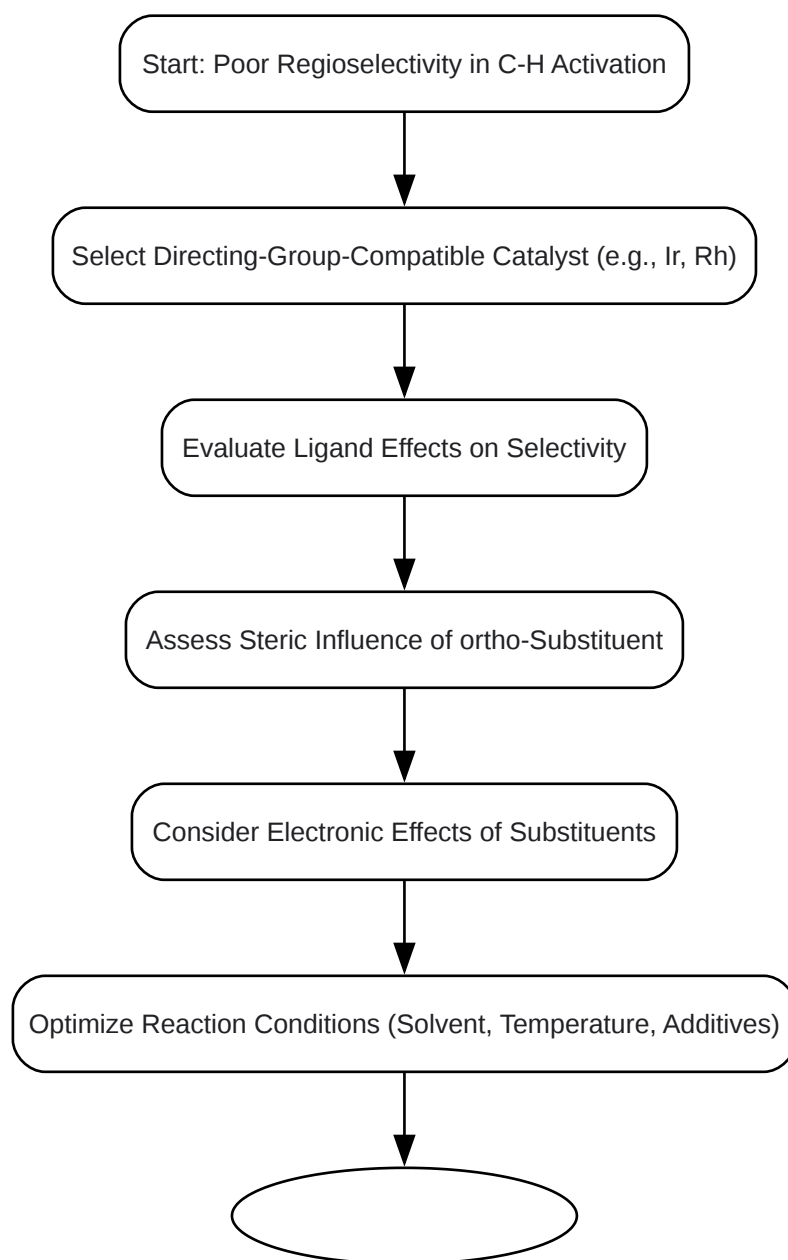 Start: Poor Regioselectivity in C-H Activation
Select Directing-Group-Compatible Catalyst (e.g., Ir, Rh)
Evaluate Ligand Effects on Selectivity
Assess Steric Influence of ortho-Substituent
Consider Electronic Effects of Substituents
Optimize Reaction Conditions (Solvent, Temperature, Additives)